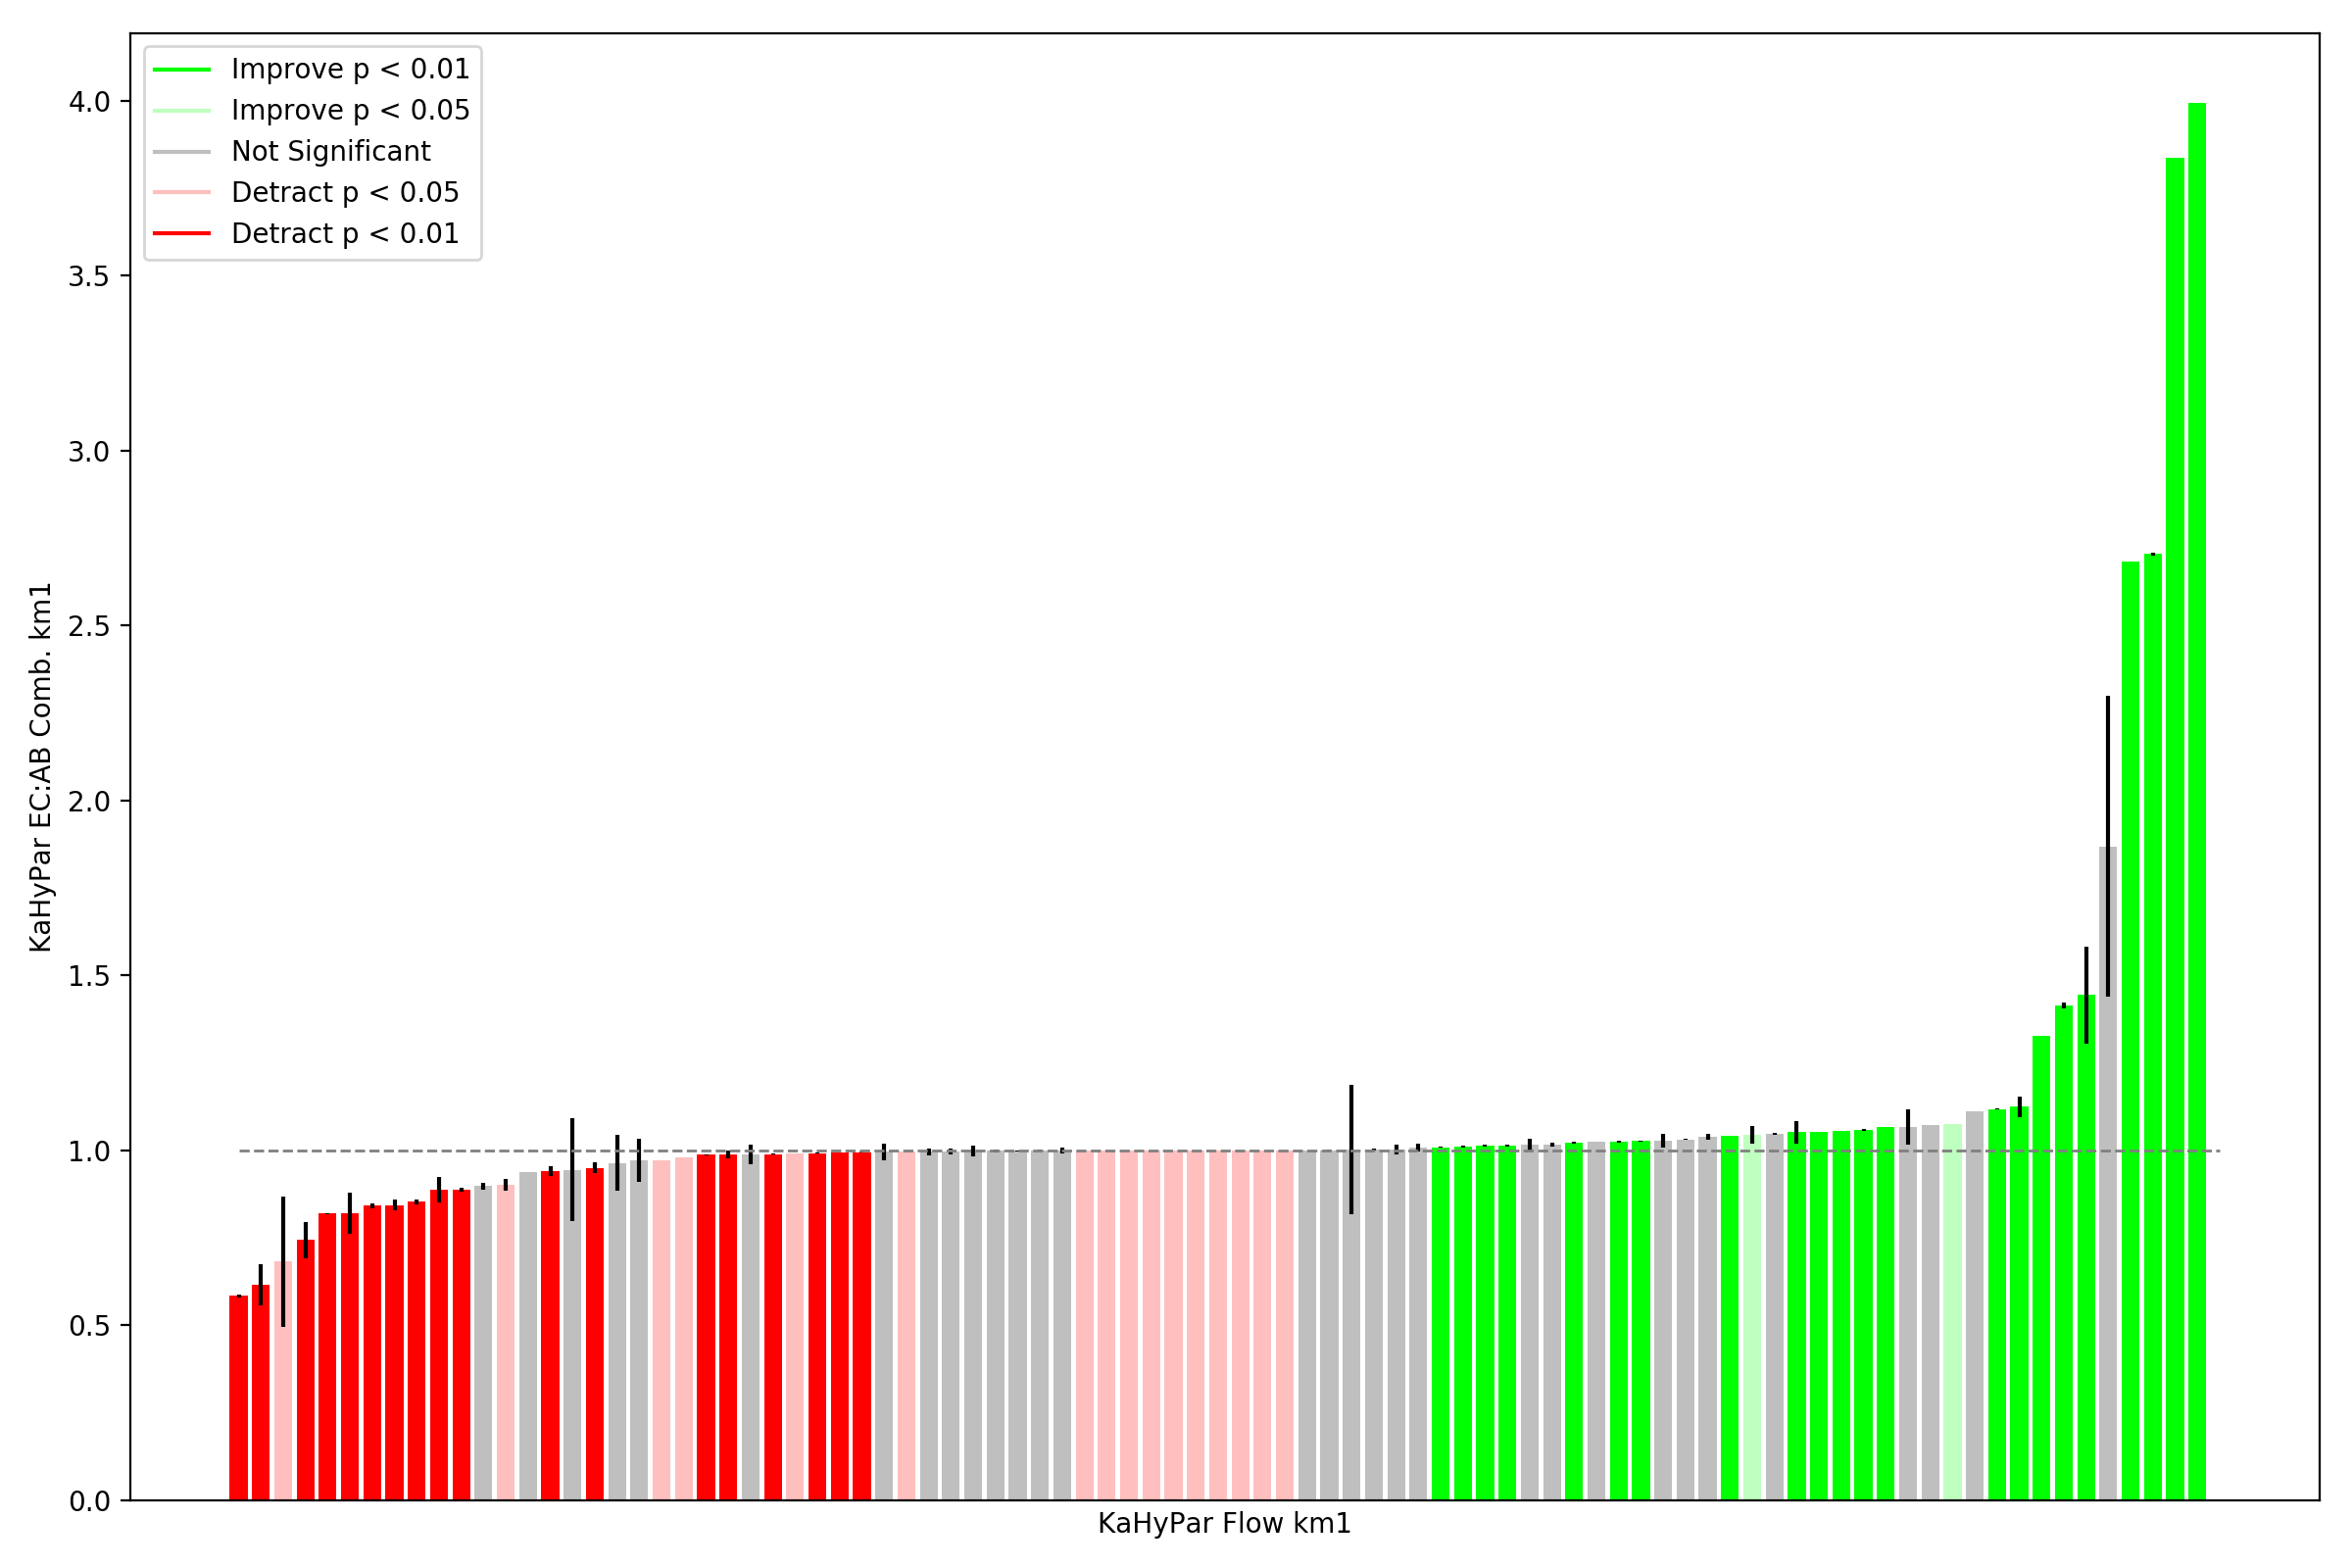 Improve p < 0.01
Improve p < 0.05
Not Significant
Detract p < 0.05
Detract p < 0.01
4.0
3.5
3.0
2.5
2.0
1.5
1.0
0.5
0.0
KaHyPar EC:AB Comb. km1
KaHyPar Flow km1